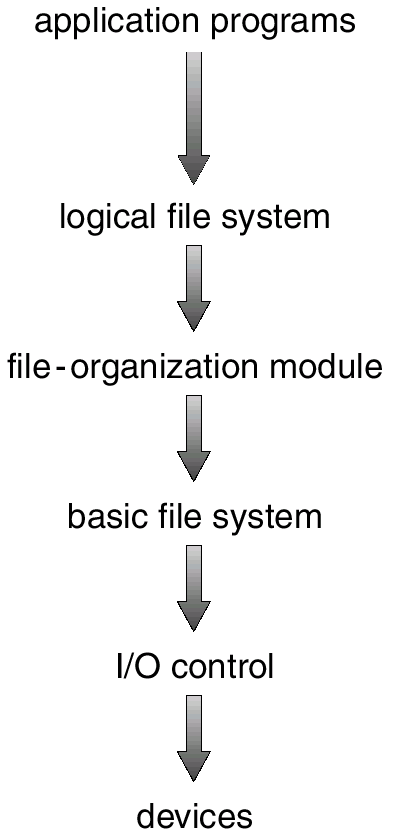 application programs
logical file system
file-organization module
basic file system
I/O control
devices